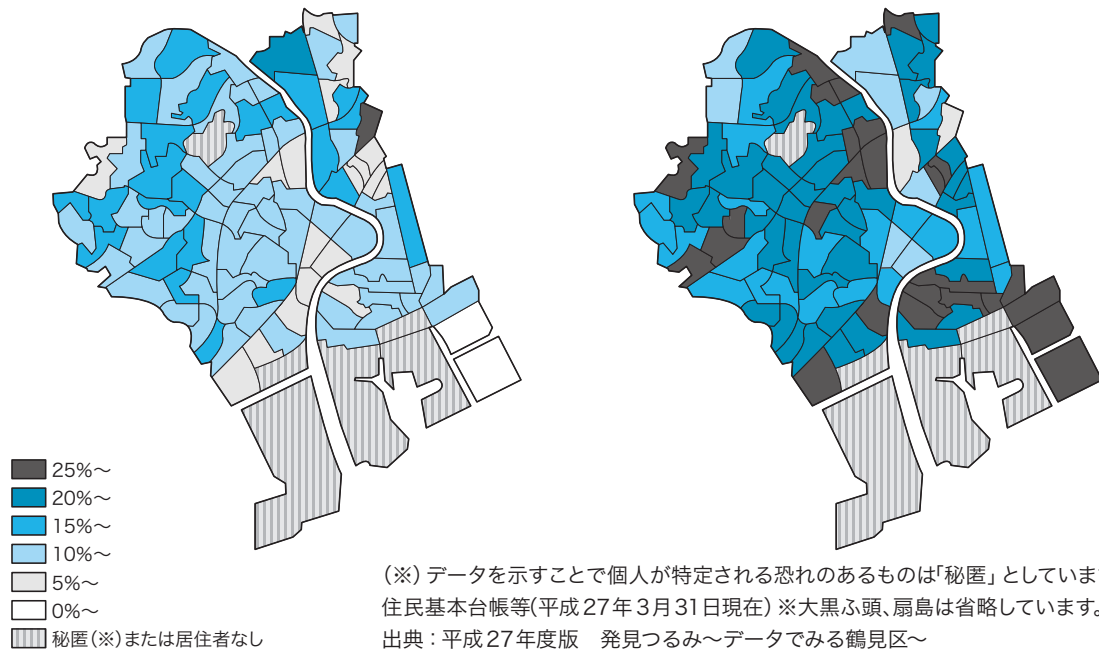 25%～
20%～
15%～
10%～
5%～
0%～
秘匿(※)または居住者なし
(※) データを示すことで個人が特定される恐れのあるものは「秘匿」としていま
住民基本台帳等(平成27年3月31日現在) ※大黒ふ頭、扇島は省略しています。
出典：平成27年度版　発見つるみ～データでみる鶴見区～